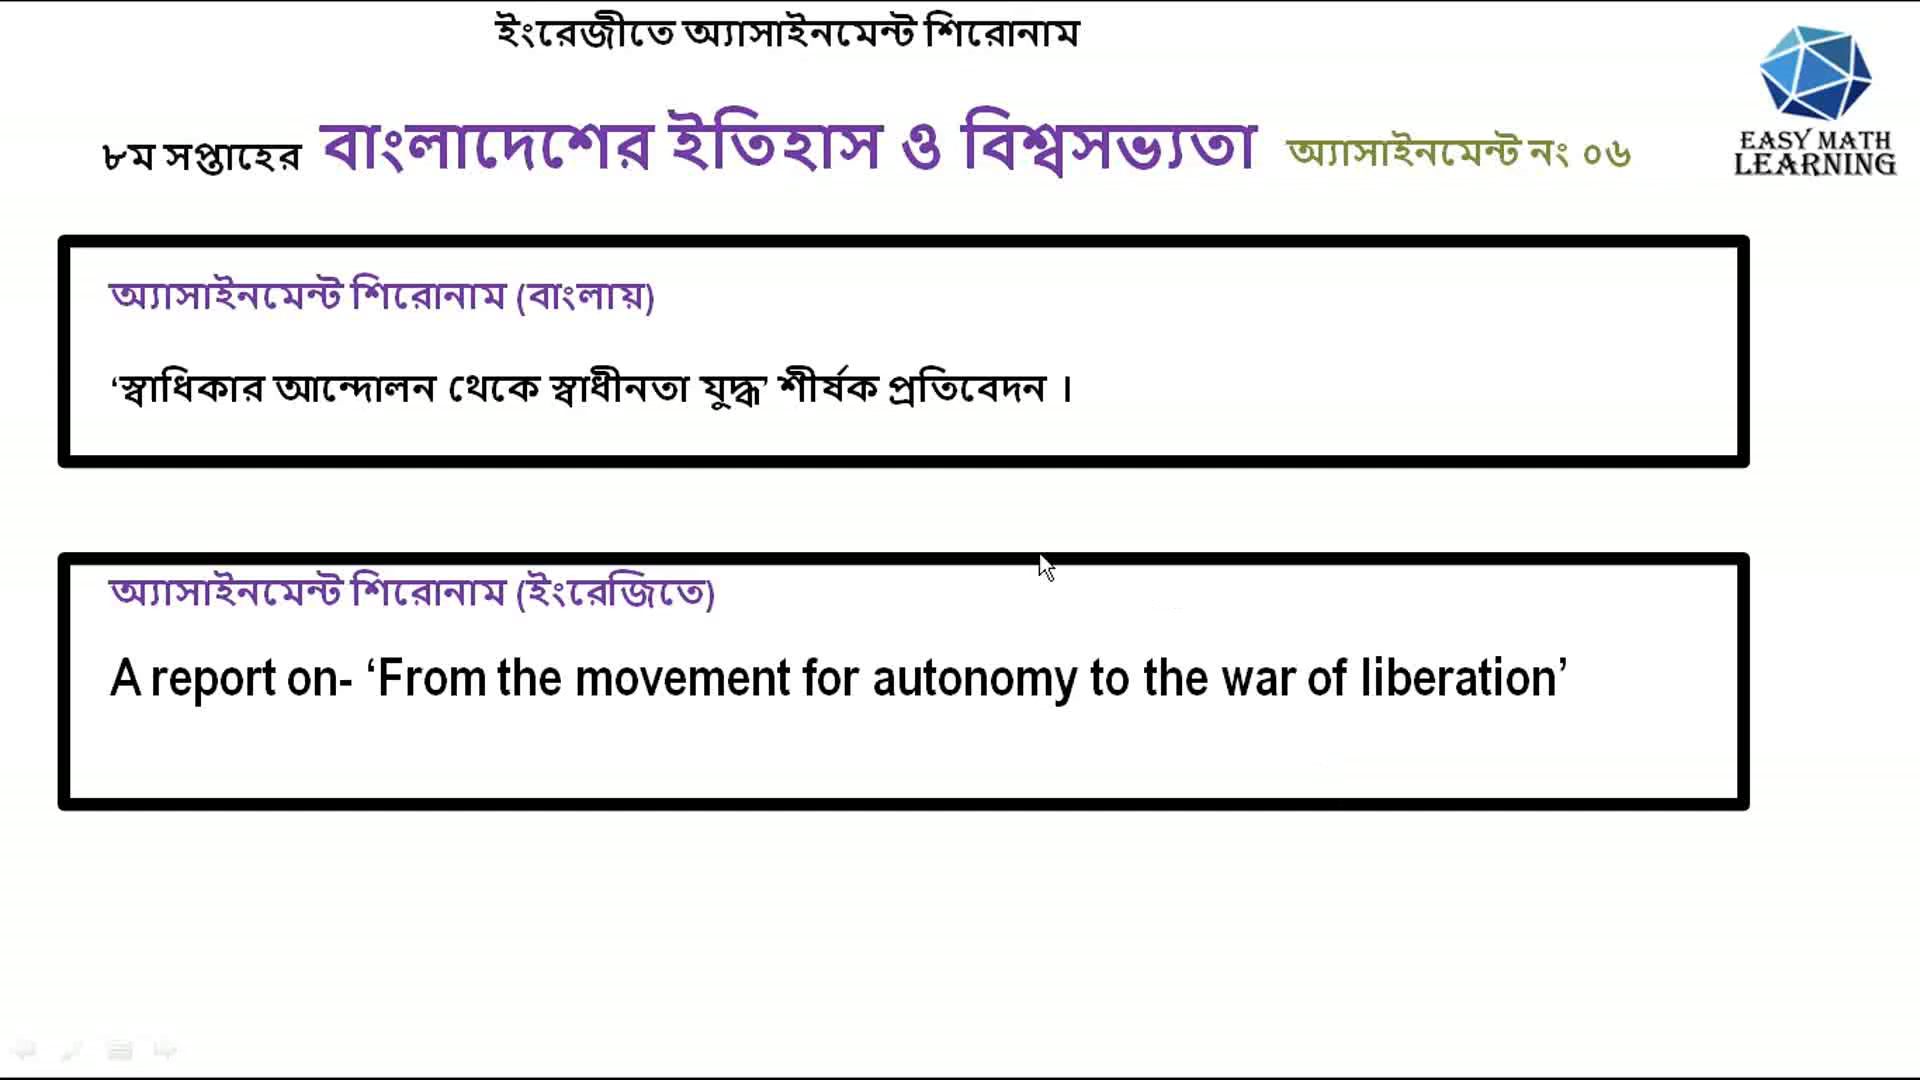 ইংরেজীতে অ্যাসাইনমেন্ট শিরোনাম
৮ম সপ্তাহের বাংলাদেশের ইতিহাস ও বিশ্বসভ্যতা অ্যাসাইনমেন্ট নং ০৬
EASY MATH
LEARNING
অ্যাসাইনমেন্ট শিরোনাম (বাংলায়)
‘স্বাধিকার আন্দোলন থেকে স্বাধীনতা যুদ্ধ’ শীর্ষক প্রতিবেদন ।
অ্যাসাইনমেন্ট শিরোনাম (ইংরেজিতে)
A report on- ‘From the movement for autonomy to the war of liberation’